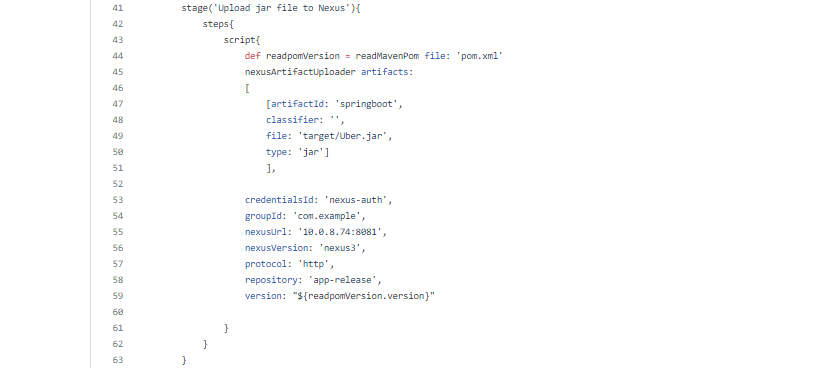 41 stage('Upload jar file to Nexus'){
42 steps{
43 script{
44 def readpomVersion = readMavenPom file: 'pom.xml'
45 nexusArtifactUploader artifacts:
46 [
47 [artifactId: 'springboot',
48 classifier: '',
49 file: 'target/Uber.jar',
50 type: 'jar']
51 ],
52
53 credentialsId: 'nexus-auth',
54 groupId: 'com.example',
55 nexusUrl: '10.0.8.74:8081',
56 nexusVersion: 'nexus3',
57 protocol: 'http',
58 repository: 'app-release',
59 version: "${readpomVersion.version}"
60
61 }
62 }
63 }